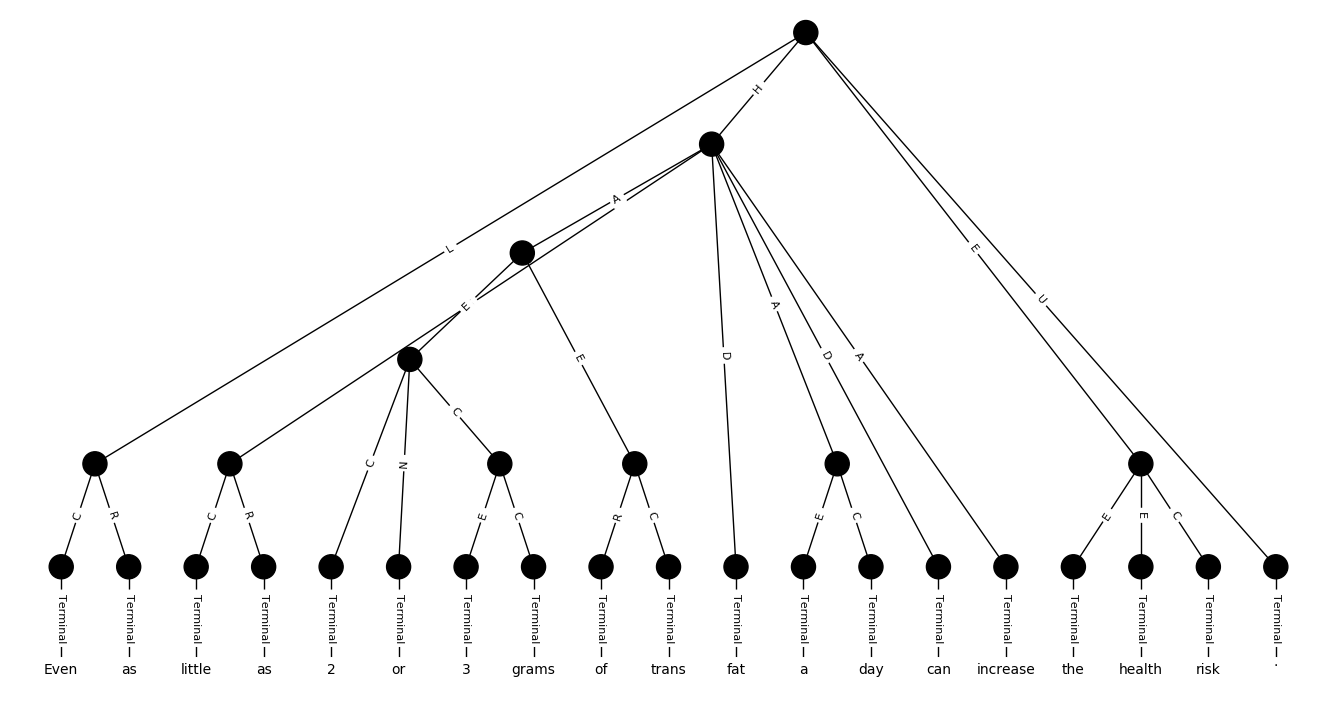 H
A
L
E
U
E
A
D
A
D
E
A
C
C
N
C
R
C
R
E
C
R
C
E
C
E
E
C
Terminal Terminal Terminal Terminal Terminal Terminal Terminal Terminal Terminal Terminal Terminal Terminal Terminal Terminal Terminal Terminal Terminal Terminal Terminal
Even as little as 2 or 3 grams of trans fat a day can increase the health risk .